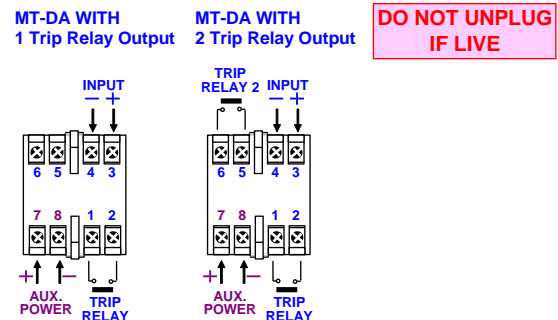 MT-DA WITH
1 Trip Relay Output
MT-DA WITH
2 Trip Relay Output
DO NOT UNPLUG
IF LIVE
INPUT
– +
6 5 4 3
7 8 1 2
+ –
AUX.
POWER
TRIP
RELAY
TRIP
RELAY 2
INPUT
– +
6 5 4 3
7 8 1 2
+ –
AUX.
POWER
TRIP
RELAY